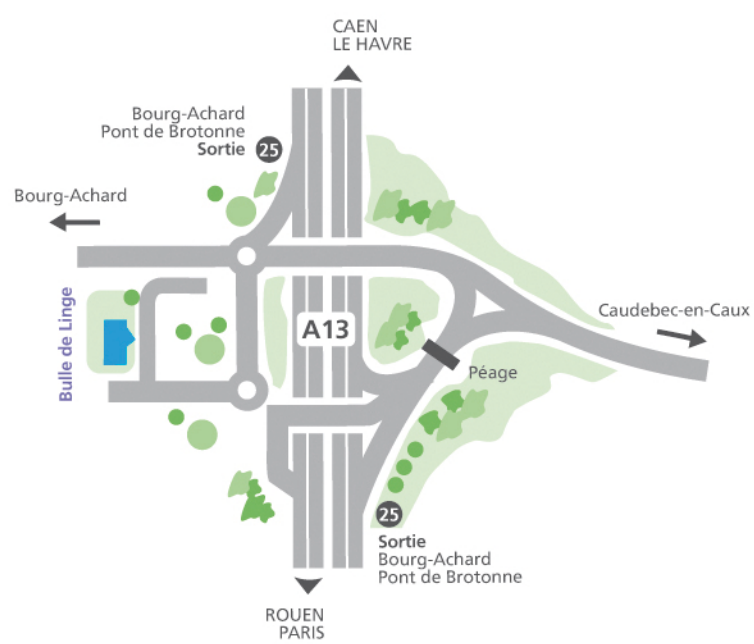 CAEN
LE HAVRE
Bourg-Achard
Pont de Brotonne
Sortie 25
Bourg-Achard
Caudebec-en-Caux
Bulle de Linge
A13
Péage
25
Sortie
Bourg-Achard
Pont de Brotonne
ROUEN
PARIS